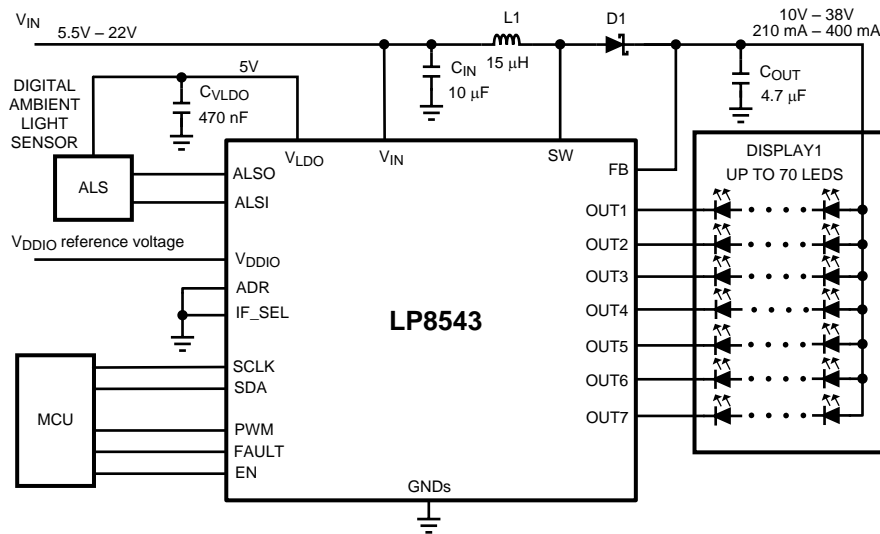 VIN
5.5V – 22V
L1
15 µH
D1
10V – 38V
210 mA – 400 mA
CIN
10 µF
COUT
4.7 µF
5V
CVLDO
470 nF
DIGITAL
AMBIENT
LIGHT
SENSOR
ALS
VLDO
VIN
SW
FB
ALSO
ALSI
VDDIO reference voltage
VDDIO
ADR
IF_SEL
LP8543
MCU
SCLK
SDA
PWM
FAULT
EN
GNDs
OUT1
OUT2
OUT3
OUT4
OUT5
OUT6
OUT7
DISPLAY1
UP TO 70 LEDS